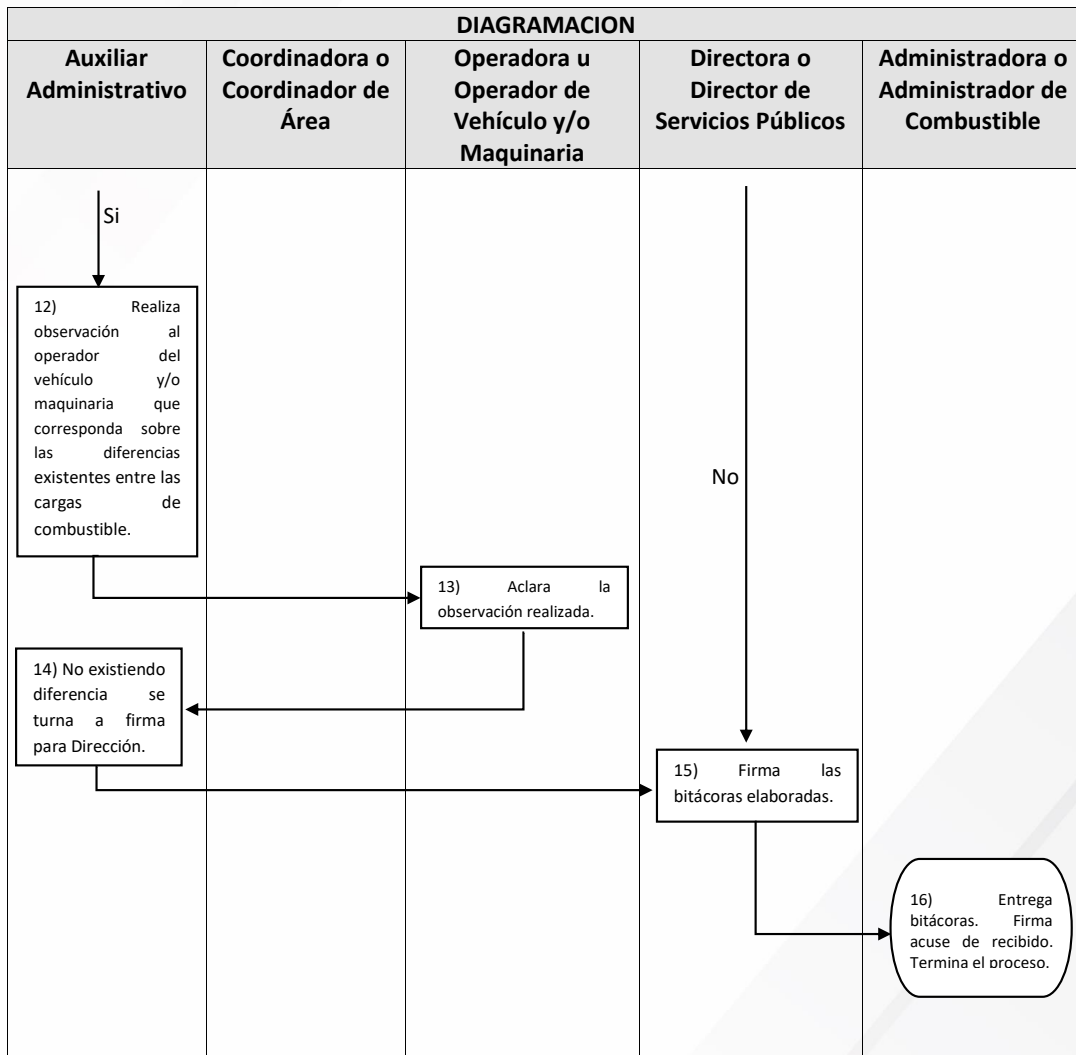 DIAGRAMACION
Auxiliar
Administrativo
Coordinadora o
Coordinador de
Área
Operadora u
Operador de
Vehículo y/o
Maquinaria
Directora o
Director de
Servicios Públicos
Administradora o
Administrador de
Combustible
Si
12) Realiza
observación al
operador del
vehículo y/o
maquinaria que
corresponda sobre
las diferencias
existentes entre las
cargas de
combustible.
No
13) Aclara la
observación realizada.
14) No existiendo
diferencia se
turna a firma
para Dirección.
15) Firma las
bitácoras elaboradas.
16) Entrega
bitácoras. Firma
acuse de recibido.
Termina el proceso.